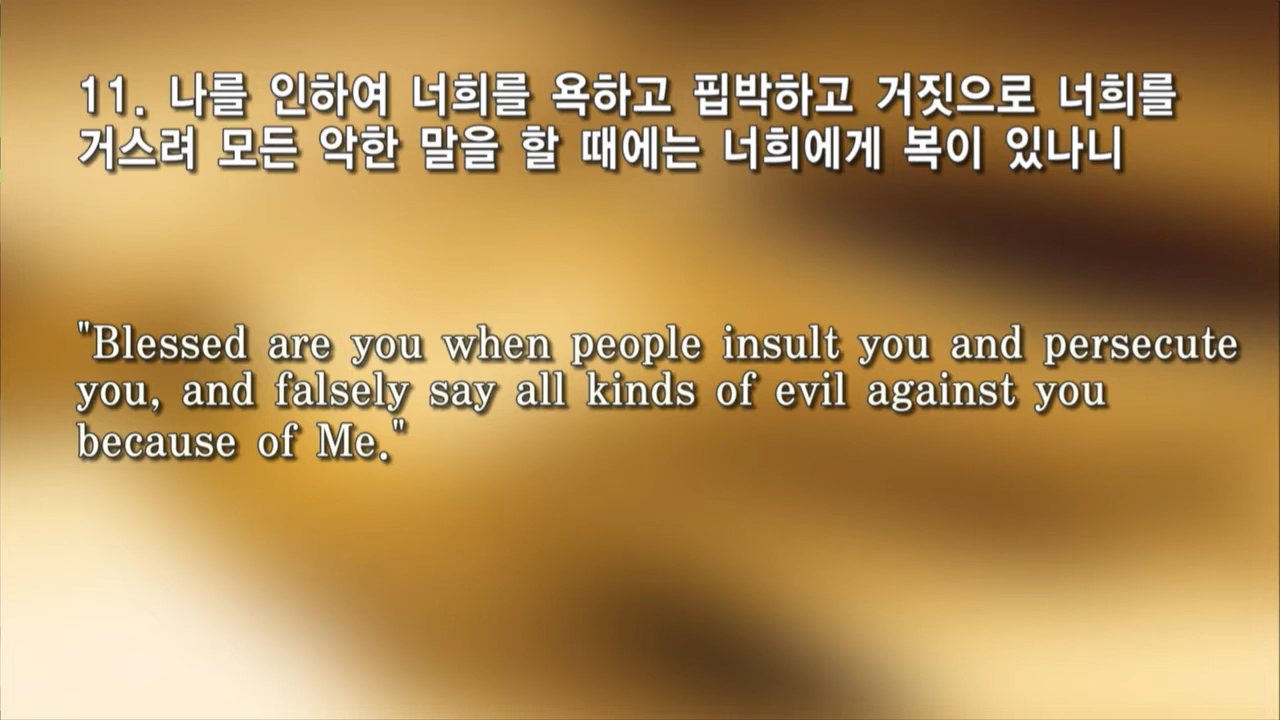 11. 나를 인하여 너희를 욕하고 핍박하고 거짓으로 너희를
거스려 모든 악한 말을 할 때에는 너희에게 복이 있나니
"Blessed are you when people insult you and persecute
you, and falsely say all kinds of evil against you
because of Me."